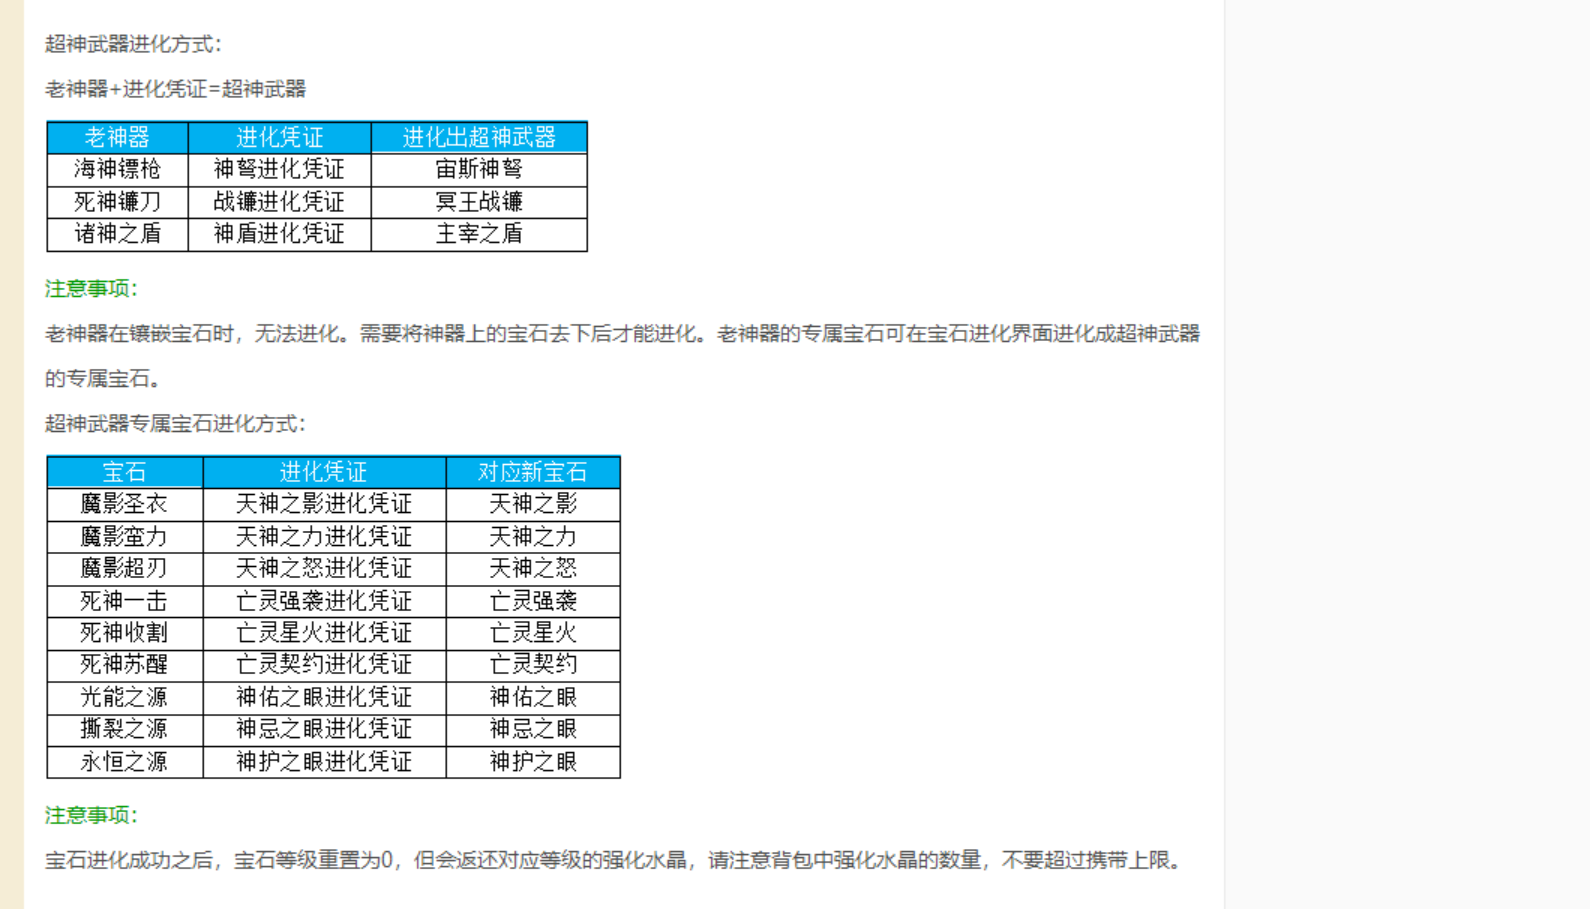 超神武器进化方式：
老神器+进化凭证=超神武器
老神器 进化凭证 进化出超神武器
海神镖枪 神弩进化凭证 宙斯神弩
死神镰刀 战镰进化凭证 冥王战镰
诸神之盾 神盾进化凭证 主宰之盾
注意事项：
老神器在镶嵌宝石时，无法进化。需要将神器上的宝石去下后才能进化。老神器的专属宝石可在宝石进化界面进化成超神武器
的专属宝石。
超神武器专属宝石进化方式：
宝石 进化凭证 对应新宝石
魔影圣衣 天神之影进化凭证 天神之影
魔影蛮力 天神之力进化凭证 天神之力
魔影超刃 天神之怒进化凭证 天神之怒
死神一击 亡灵强袭进化凭证 亡灵强袭
死神收割 亡灵星火进化凭证 亡灵星火
死神苏醒 亡灵契约进化凭证 亡灵契约
光能之源 神佑之眼进化凭证 神佑之眼
撕裂之源 神忌之眼进化凭证 神忌之眼
永恒之源 神护之眼进化凭证 神护之眼
注意事项：
宝石进化成功之后，宝石等级重置为0，但会返还对应等级的强化水晶，请注意背包中强化水晶的数量，不要超过携带上限。